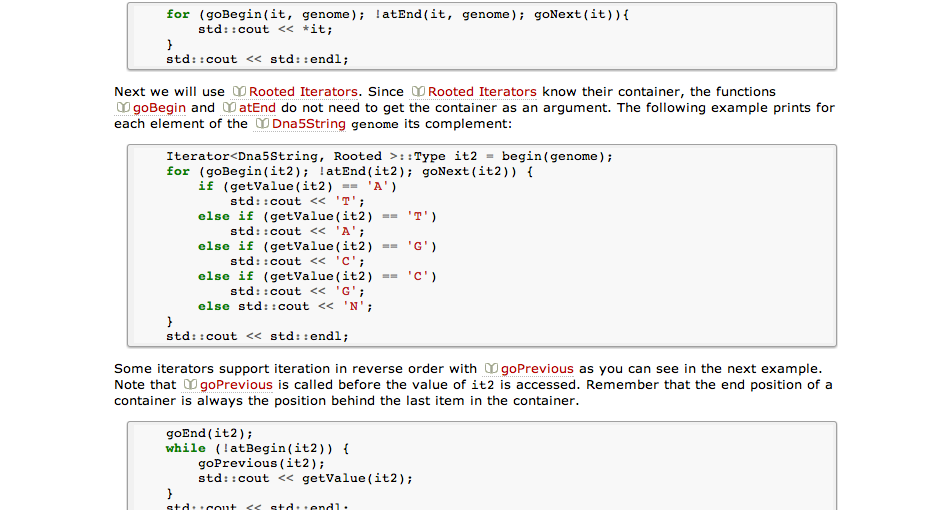 for (goBegin(it, genome); !atEnd(it, genome); goNext(it)){
std::cout << *it;
}
std::cout << std::endl;
Next we will use Rooted Iterators. Since Rooted Iterators know their container, the functions
goBegin and atEnd do not need to get the container as an argument. The following example prints for
each element of the Dna5String genome its complement:
Iterator<Dna5String, Rooted >::Type it2 = begin(genome);
for (goBegin(it2); !atEnd(it2); goNext(it2)) {
if (getValue(it2) == 'A')
std::cout << 'T';
else if (getValue(it2) == 'T')
std::cout << 'A';
else if (getValue(it2) == 'G')
std::cout << 'C';
else if (getValue(it2) == 'C')
std::cout << 'G';
else std::cout << 'N';
}
std::cout << std::endl;
Some iterators support iteration in reverse order with goPrevious as you can see in the next example.
Note that goPrevious is called before the value of it2 is accessed. Remember that the end position of a
container is always the position behind the last item in the container.
goEnd(it2);
while (!atBegin(it2)) {
goPrevious(it2);
std::cout << getValue(it2);
}
std::cout << std::endl;